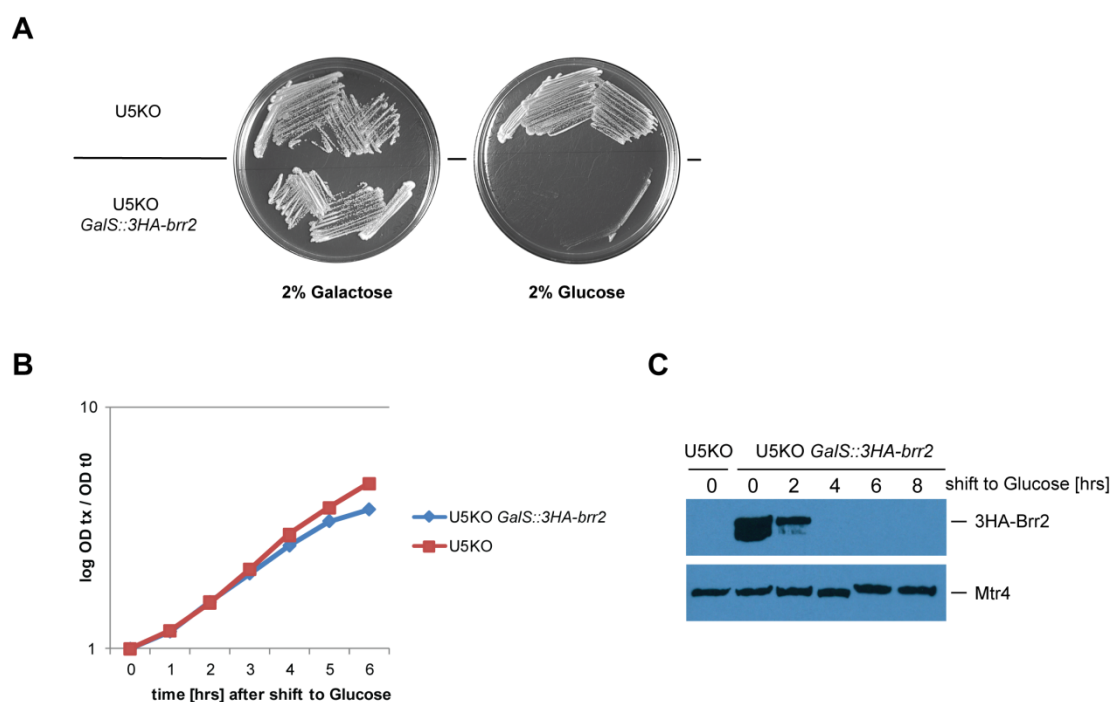 A
U5KO
U5KO
GalS::3HA-brr2
2% Galactose
2% Glucose
B
10
log OD tx / OD t0
1
0 1 2 3 4 5 6
time [hrs] after shift to Glucose
U5KO GalS::3HA-brr2
U5KO
C
U5KO U5KO GalS::3HA-brr2
0 0 2 4 6 8 shift to Glucose [hrs]
3HA-Brr2
Mtr4